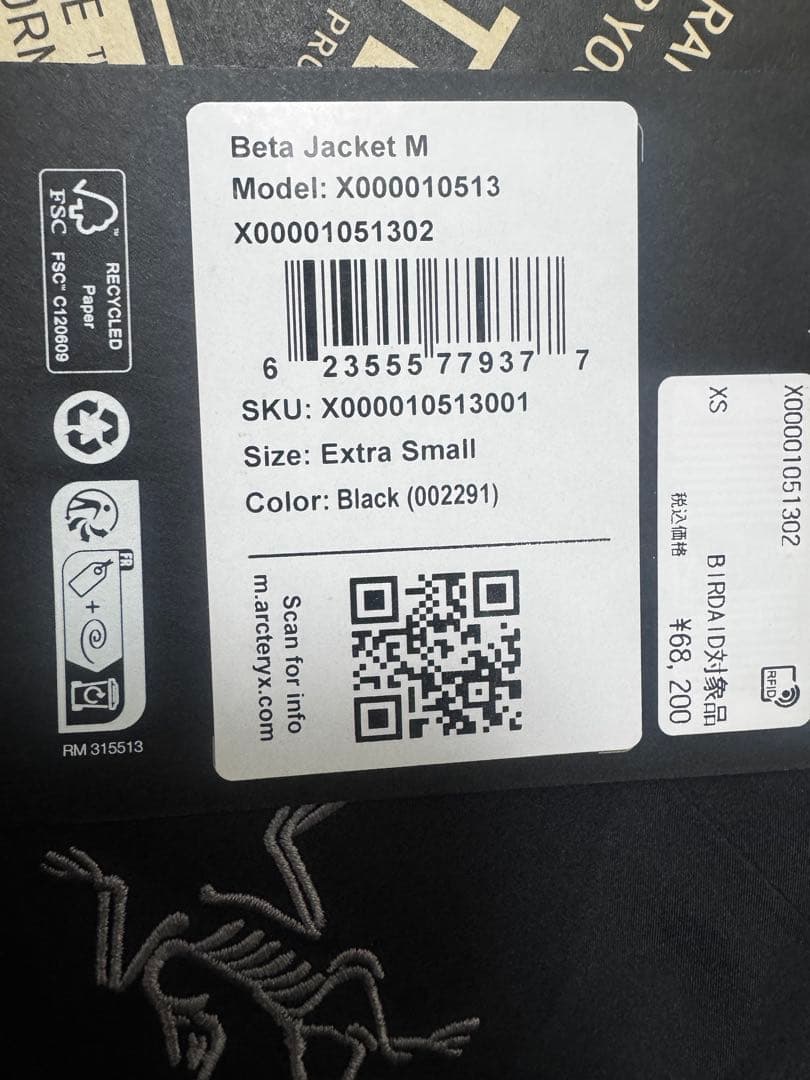 Beta Jacket M
Model: X000010513
X00001051302
6 23555 77937 7
SKU: X000010513001
Size: Extra Small
Color: Black (002291)
Scan for info
m.arcteryx.com
FSC™
RECYCLED
Paper
FSC™ C120609
FR
RM 315513
X00001051302
XS
BIRDAID対象品
税込価格 ¥68,200
RFID